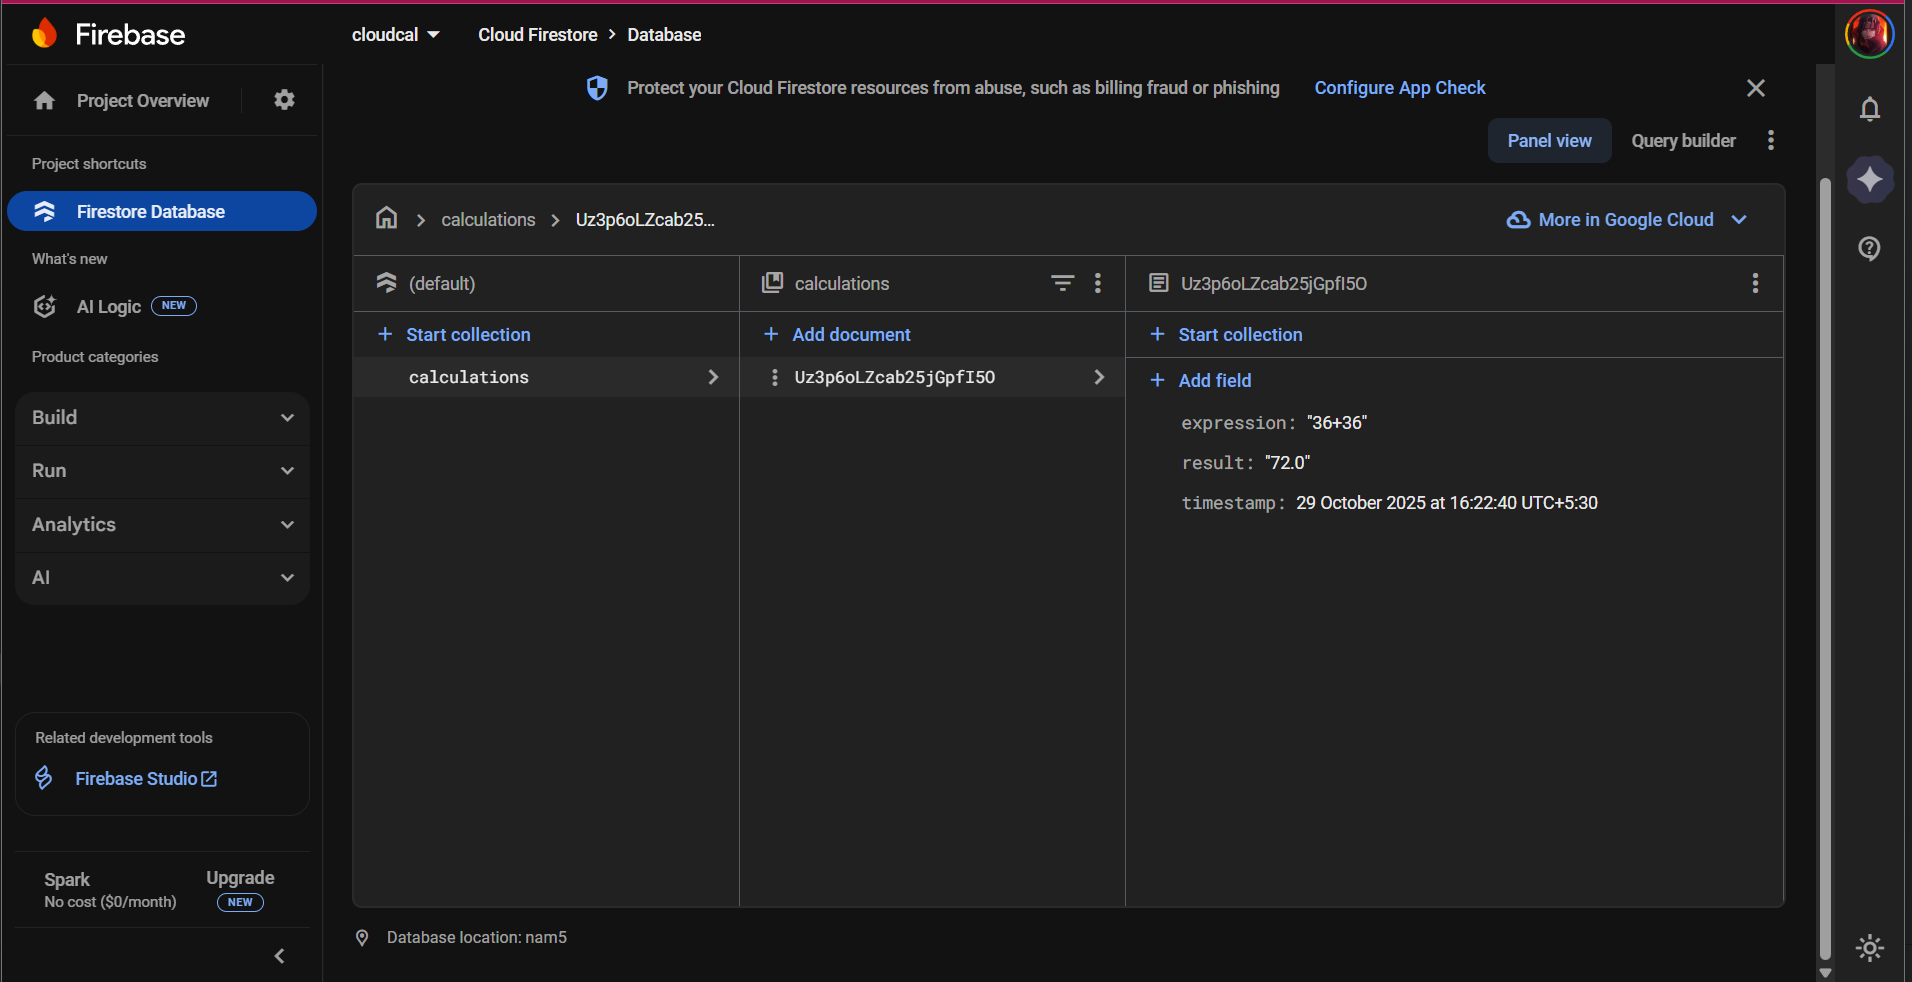 Firebase
cloudcal
Cloud Firestore > Database
Protect your Cloud Firestore resources from abuse, such as billing fraud or phishing
Configure App Check
Project Overview
Panel view
Query builder
Project shortcuts
Firestore Database
What's new
AI Logic NEW
Product categories
Build
Run
Analytics
AI
Related development tools
Firebase Studio
Spark
No cost ($0/month)
Upgrade
NEW
calculations > Uz3p6oLZcab25...
More in Google Cloud
(default)
+ Start collection
calculations
calculations
+ Add document
Uz3p6oLZcab25jGpfI5O
Uz3p6oLZcab25jGpfI5O
+ Start collection
+ Add field
expression: "36+36"
result: "72.0"
timestamp: 29 October 2025 at 16:22:40 UTC+5:30
Database location: nam5